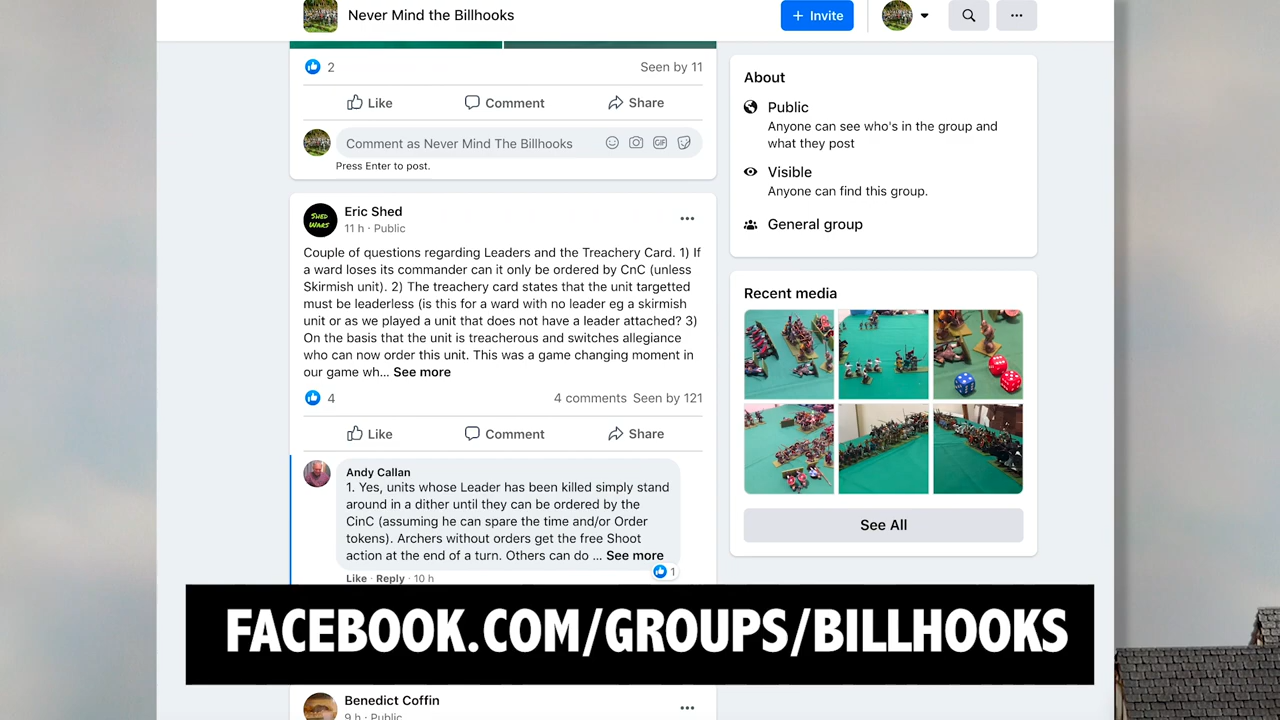 Never Mind the Billhooks
+ Invite
2
Seen by 11
Like
Comment
Share
Comment as Never Mind The Billhooks
GIF
Press Enter to post.
SHED
WARS
Eric Shed
11 h · Public
Couple of questions regarding Leaders and the Treachery Card. 1) If
a ward loses its commander can it only be ordered by CnC (unless
Skirmish unit). 2) The treachery card states that the unit targetted
must be leaderless (is this for a ward with no leader eg a skirmish
unit or as we played a unit that does not have a leader attached? 3)
On the basis that the unit is treacherous and switches allegiance
who can now order this unit. This was a game changing moment in
our game wh... See more
4
4 comments Seen by 121
Like
Comment
Share
Andy Callan
1. Yes, units whose Leader has been killed simply stand
around in a dither until they can be ordered by the
CinC (assuming he can spare the time and/or Order
tokens). Archers without orders get the free Shoot
action at the end of a turn. Others can do ... See more
1
Like · Reply · 10 h
FACEBOOK.COM/GROUPS/BILLHOOKS
Benedict Coffin
9 h · Public
About
Public
Anyone can see who's in the group and
what they post
Visible
Anyone can find this group.
General group
Recent media
See All